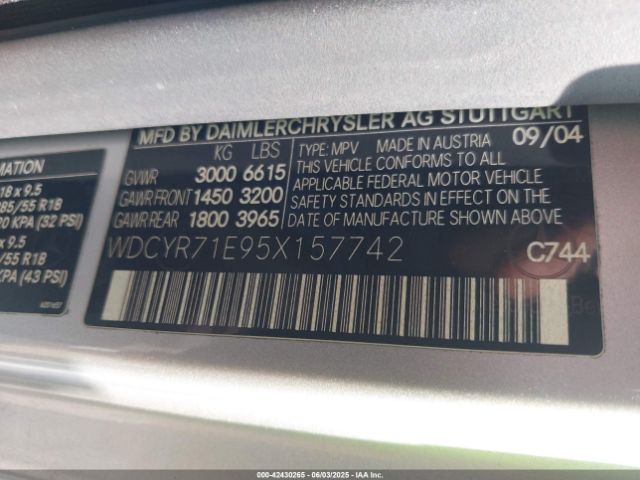 MFD BY DAIMLERCHRYSLER AG STUTTGART
KG LBS TYPE: MPV MADE IN AUSTRIA 09/04
GVWR 3000 6615 THIS VEHICLE CONFORMS TO ALL
GAWR FRONT 1450 3200 APPLICABLE FEDERAL MOTOR VEHICLE
GAWR REAR 1800 3965 SAFETY STANDARDS IN EFFECT ON THE
DATE OF MANUFACTURE SHOWN ABOVE
WDCYR71E95X157742 C744
MATION
18 x 9.5
285/55 R18
20 KPA (32 PSI)
x 9.5
/55 R18
KPA (43 PSI)
000-42430265 - 06/03/2025 - IAA Inc.